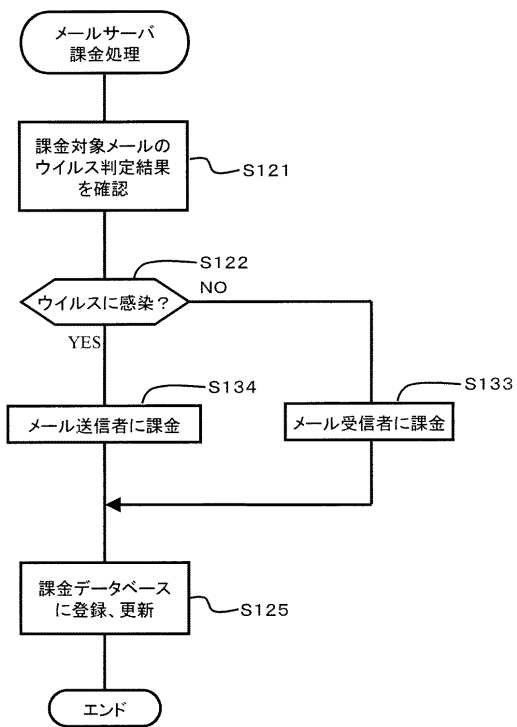 メールサーバ
課金処理
課金対象メールの
ウイルス判定結果
を確認
S121
S122
ウイルスに感染？
NO
YES
S134
メール送信者に課金
S133
メール受信者に課金
課金データベース
に登録、更新
S125
エンド